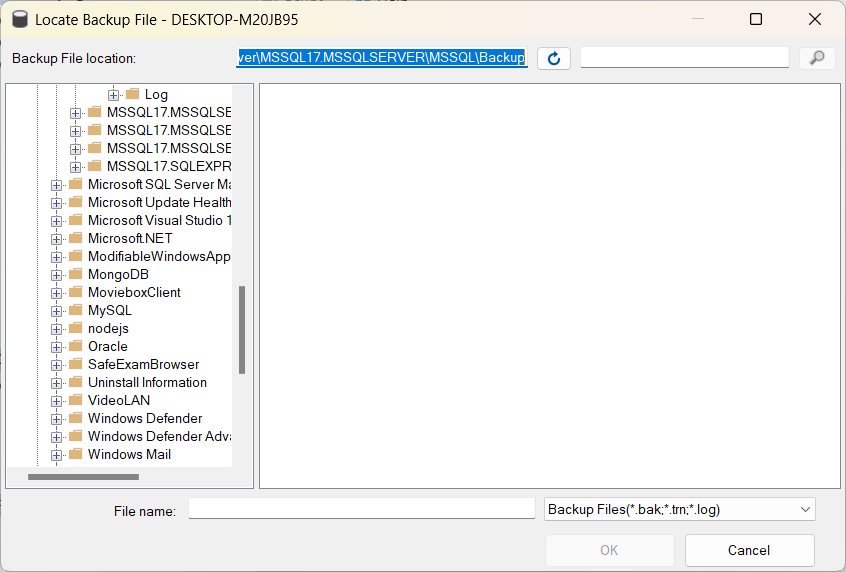 Locate Backup File - DESKTOP-M20JB95
Backup File location:
ver\MSSQL17.MSSQLSERVER\MSSQL\Backup
Log
MSSQL17.MSSQLSE
MSSQL17.MSSQLSE
MSSQL17.MSSQLSE
MSSQL17.SQLEXPR
Microsoft SQL Server Ma
Microsoft Update Health
Microsoft Visual Studio 1
Microsoft.NET
ModifiableWindowsApp
MongoDB
MovieboxClient
MySQL
nodejs
Oracle
SafeExamBrowser
Uninstall Information
VideoLAN
Windows Defender
Windows Defender Adva
Windows Mail
File name:
Backup Files(*.bak;*.trn;*.log)
OK
Cancel